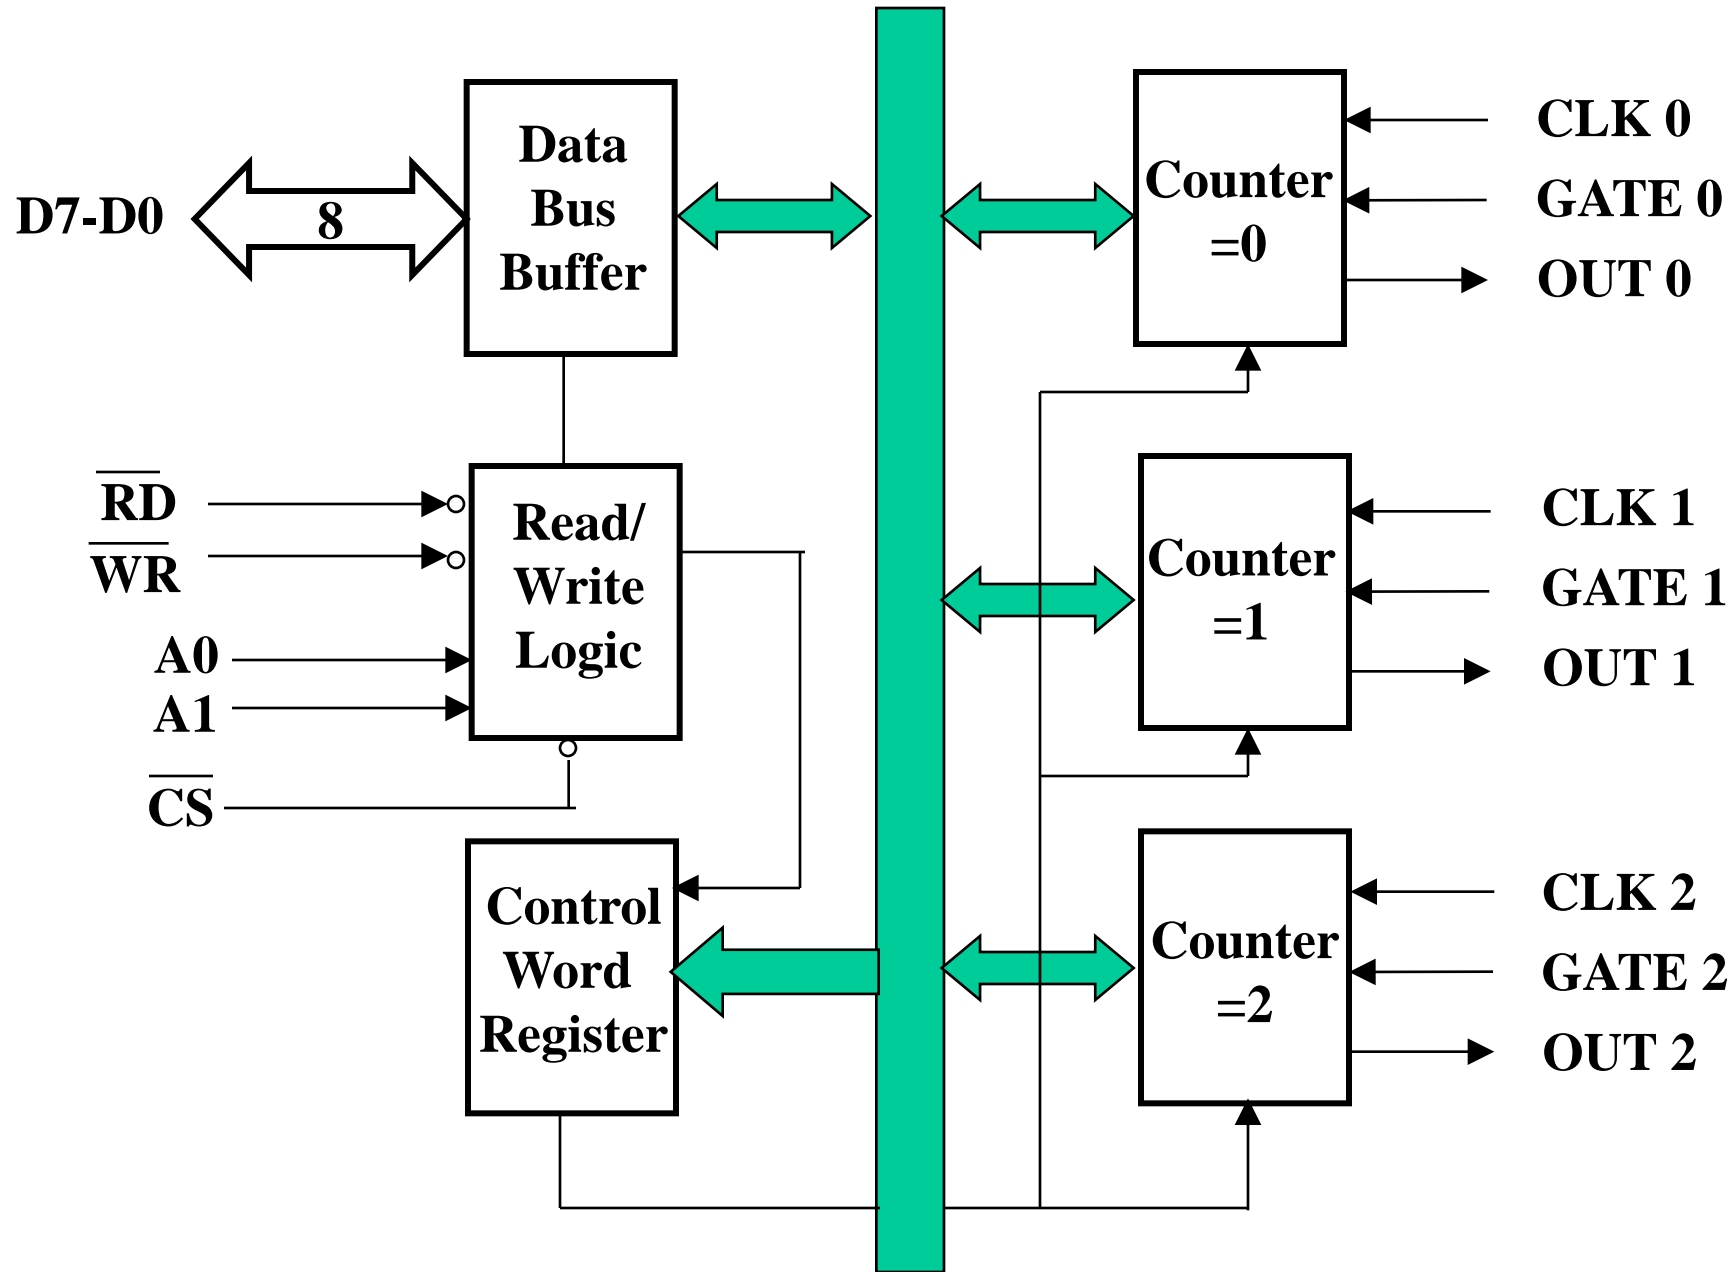 D7-D0
8
Data
Bus
Buffer
RD
WR
A0
A1
CS
Read/
Write
Logic
Control
Word
Register
Counter
=0
CLK 0
GATE 0
OUT 0
Counter
=1
CLK 1
GATE 1
OUT 1
Counter
=2
CLK 2
GATE 2
OUT 2